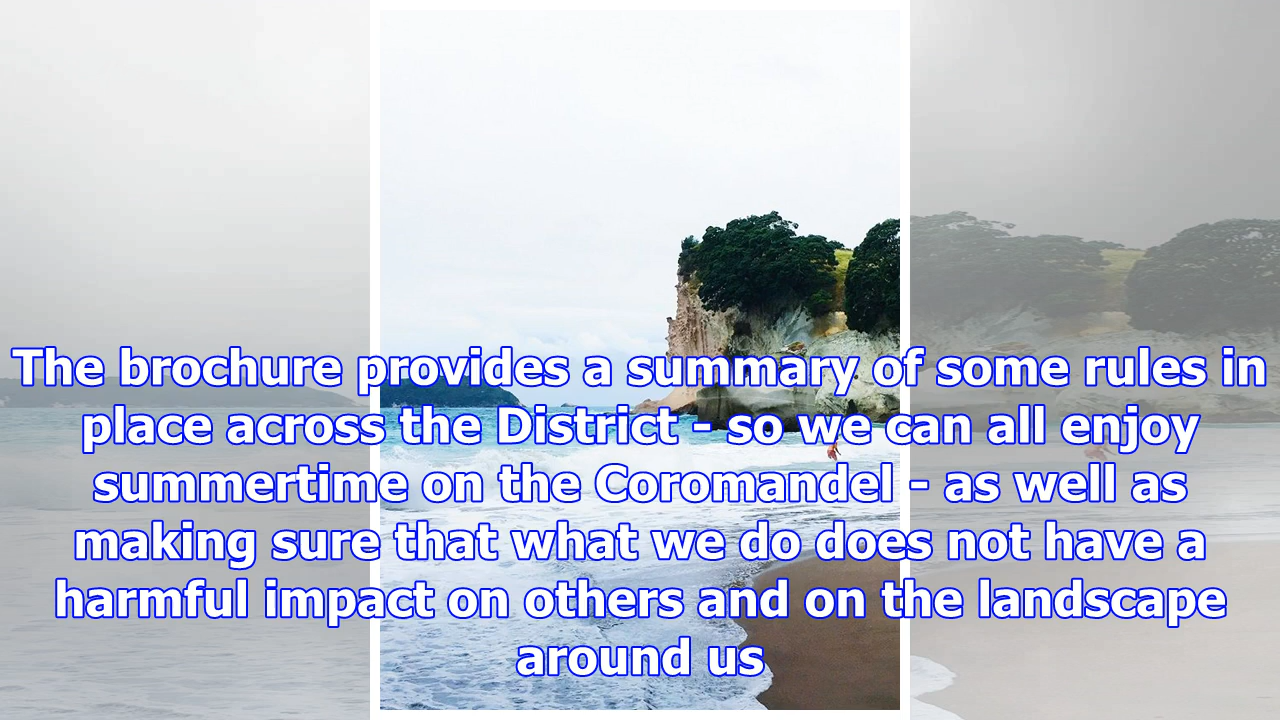 The brochure provides a summary of some rules in
place across the District - so we can all enjoy
summertime on the Coromandel - as well as
making sure that what we do does not have a
harmful impact on others and on the landscape
around us